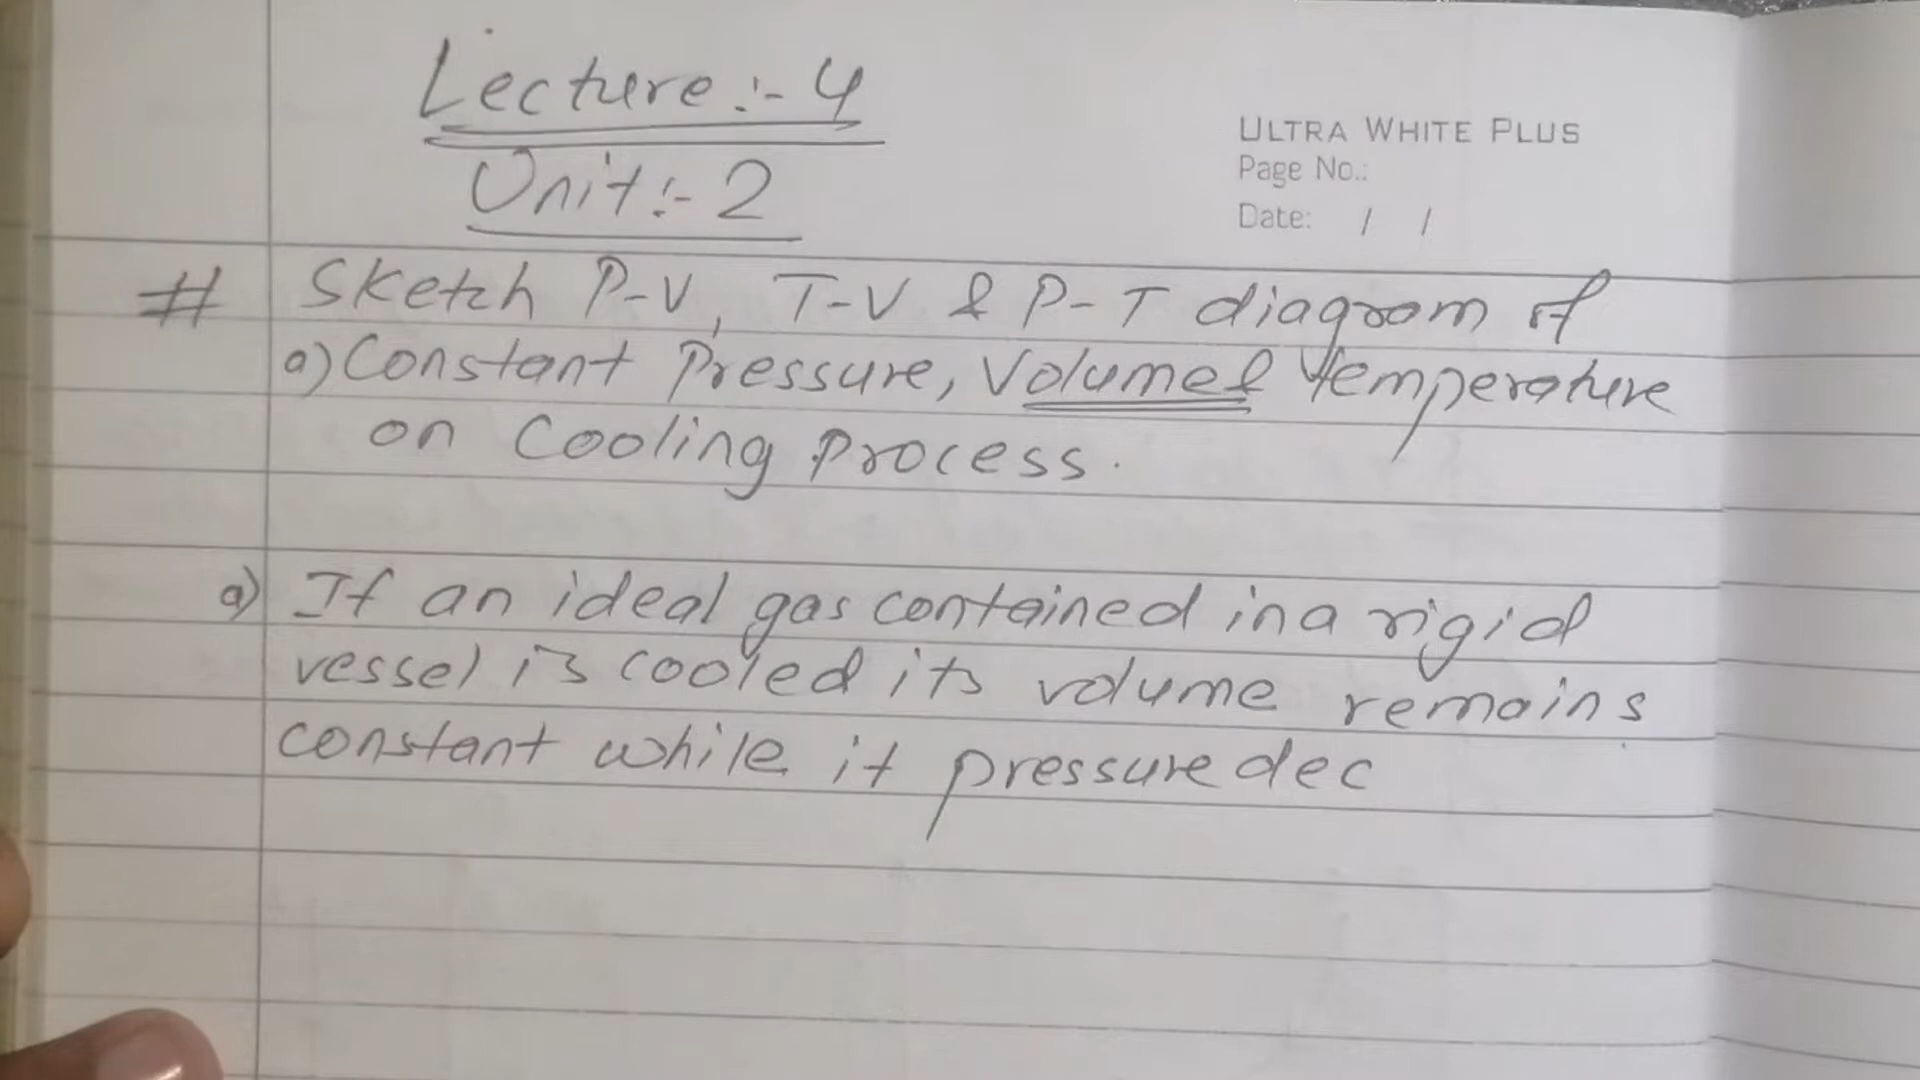 Lecture :- 4
Unit :- 2
ULTRA WHITE PLUS
Page No.:
Date: / /
# Sketch P-V, T-V & P-T diagram of
a) Constant Pressure, Volume & temperature
on Cooling Process.
a) If an ideal gas contained in a rigid
vessel is cooled its volume remains
constant while it pressure dec